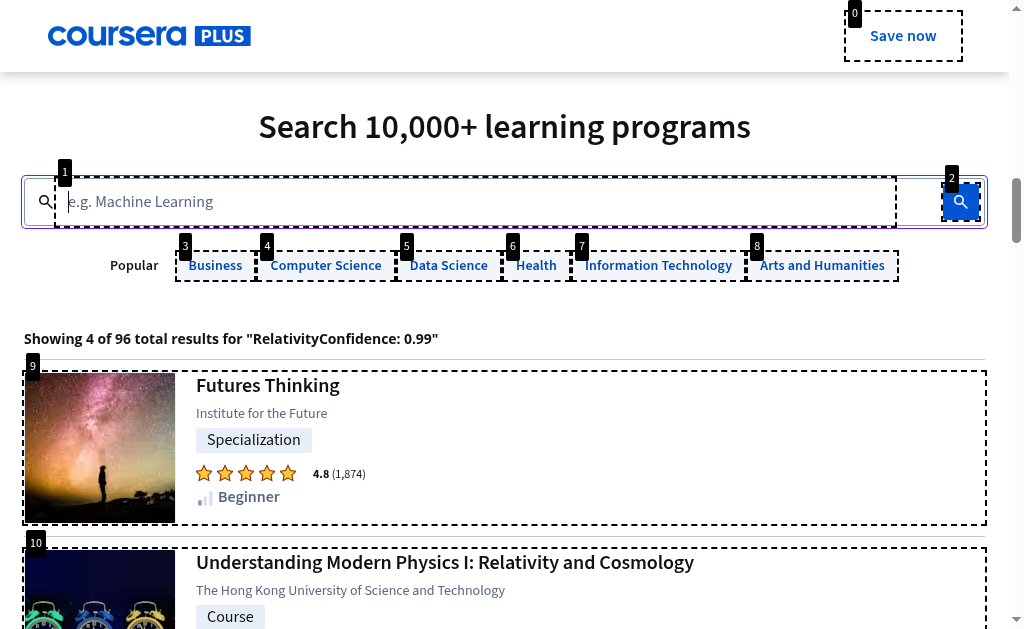 coursera PLUS
0
Save now
Search 10,000+ learning programs
1
e.g. Machine Learning
2
Popular
3
Business
4
Computer Science
5
Data Science
6
Health
7
Information Technology
8
Arts and Humanities
Showing 4 of 96 total results for "RelativityConfidence: 0.99"
9
Futures Thinking
Institute for the Future
Specialization
4.8 (1,874)
Beginner
10
Understanding Modern Physics I: Relativity and Cosmology
The Hong Kong University of Science and Technology
Course